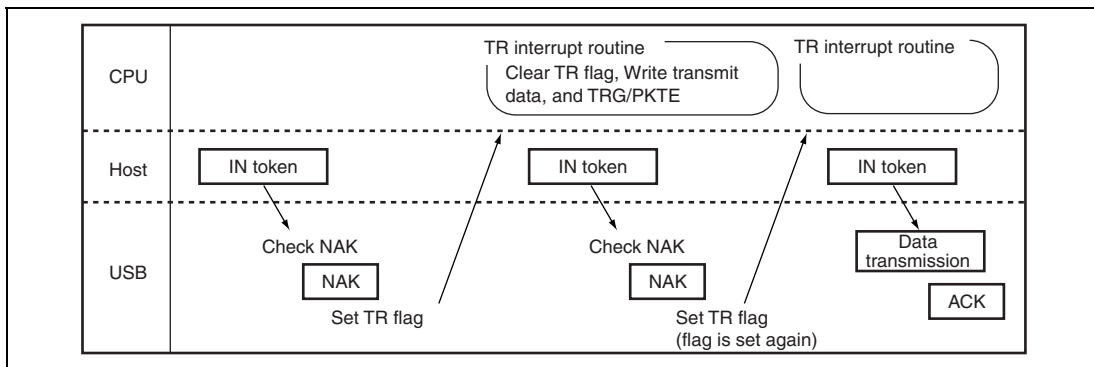 CPU
TR interrupt routine
Clear TR flag, Write transmit
data, and TRG/PKTE
TR interrupt routine
Host
IN token
IN token
IN token
USB
Check NAK
NAK
Set TR flag
Check NAK
NAK
Set TR flag
(flag is set again)
Data
transmission
ACK